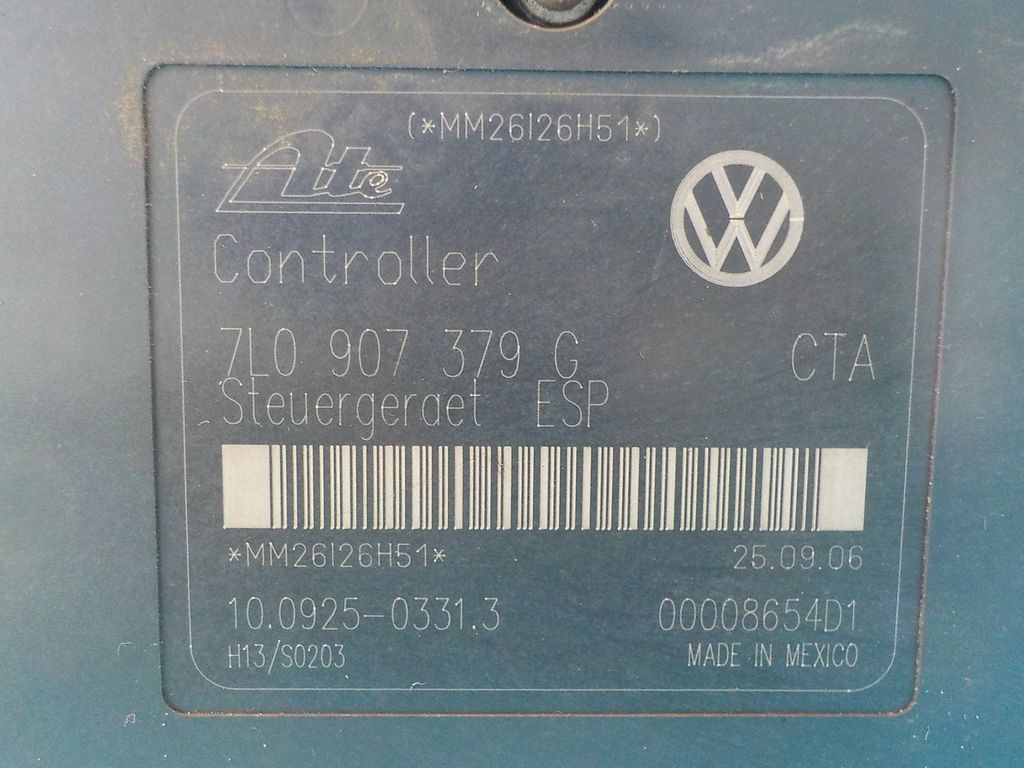 (*MM26I26H51*)
Ate
Controller
7L0 907 379 G CTA
Steuergeraet ESP
*MM26I26H51* 25.09.06
10.0925-0331.3 00008654D1
H13/S0203 MADE IN MEXICO